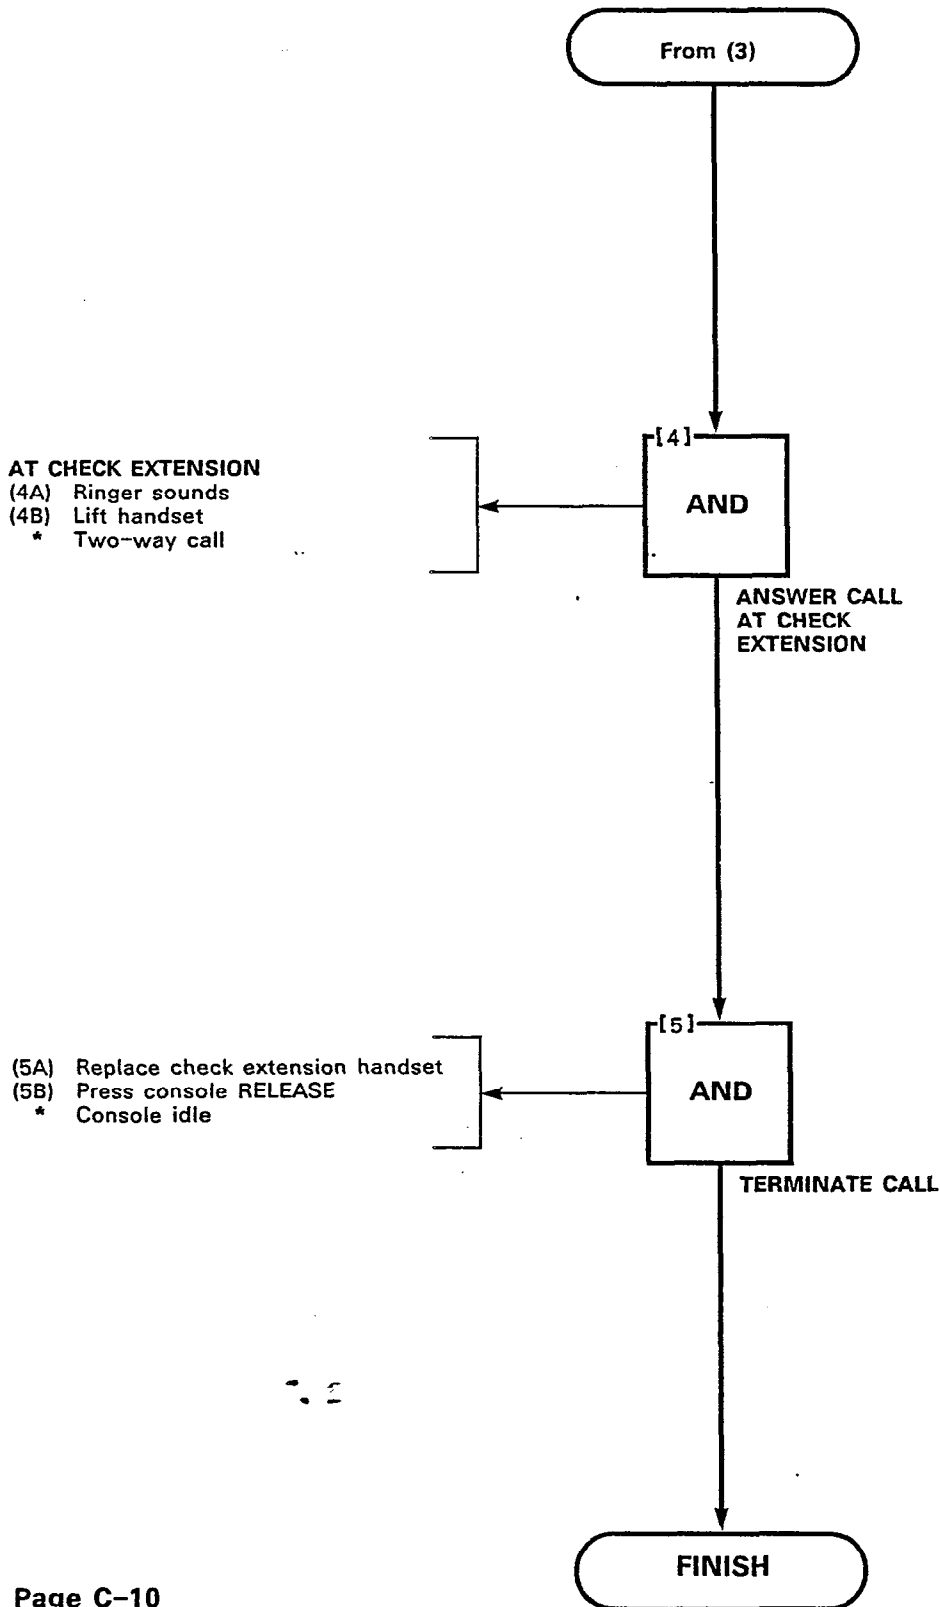 From (3)
[4]
AND
AT CHECK EXTENSION
(4A) Ringer sounds
(4B) Lift handset
* Two-way call
ANSWER CALL
AT CHECK
EXTENSION
[5]
AND
(5A) Replace check extension handset
(5B) Press console RELEASE
* Console idle
TERMINATE CALL
FINISH
Page C-10